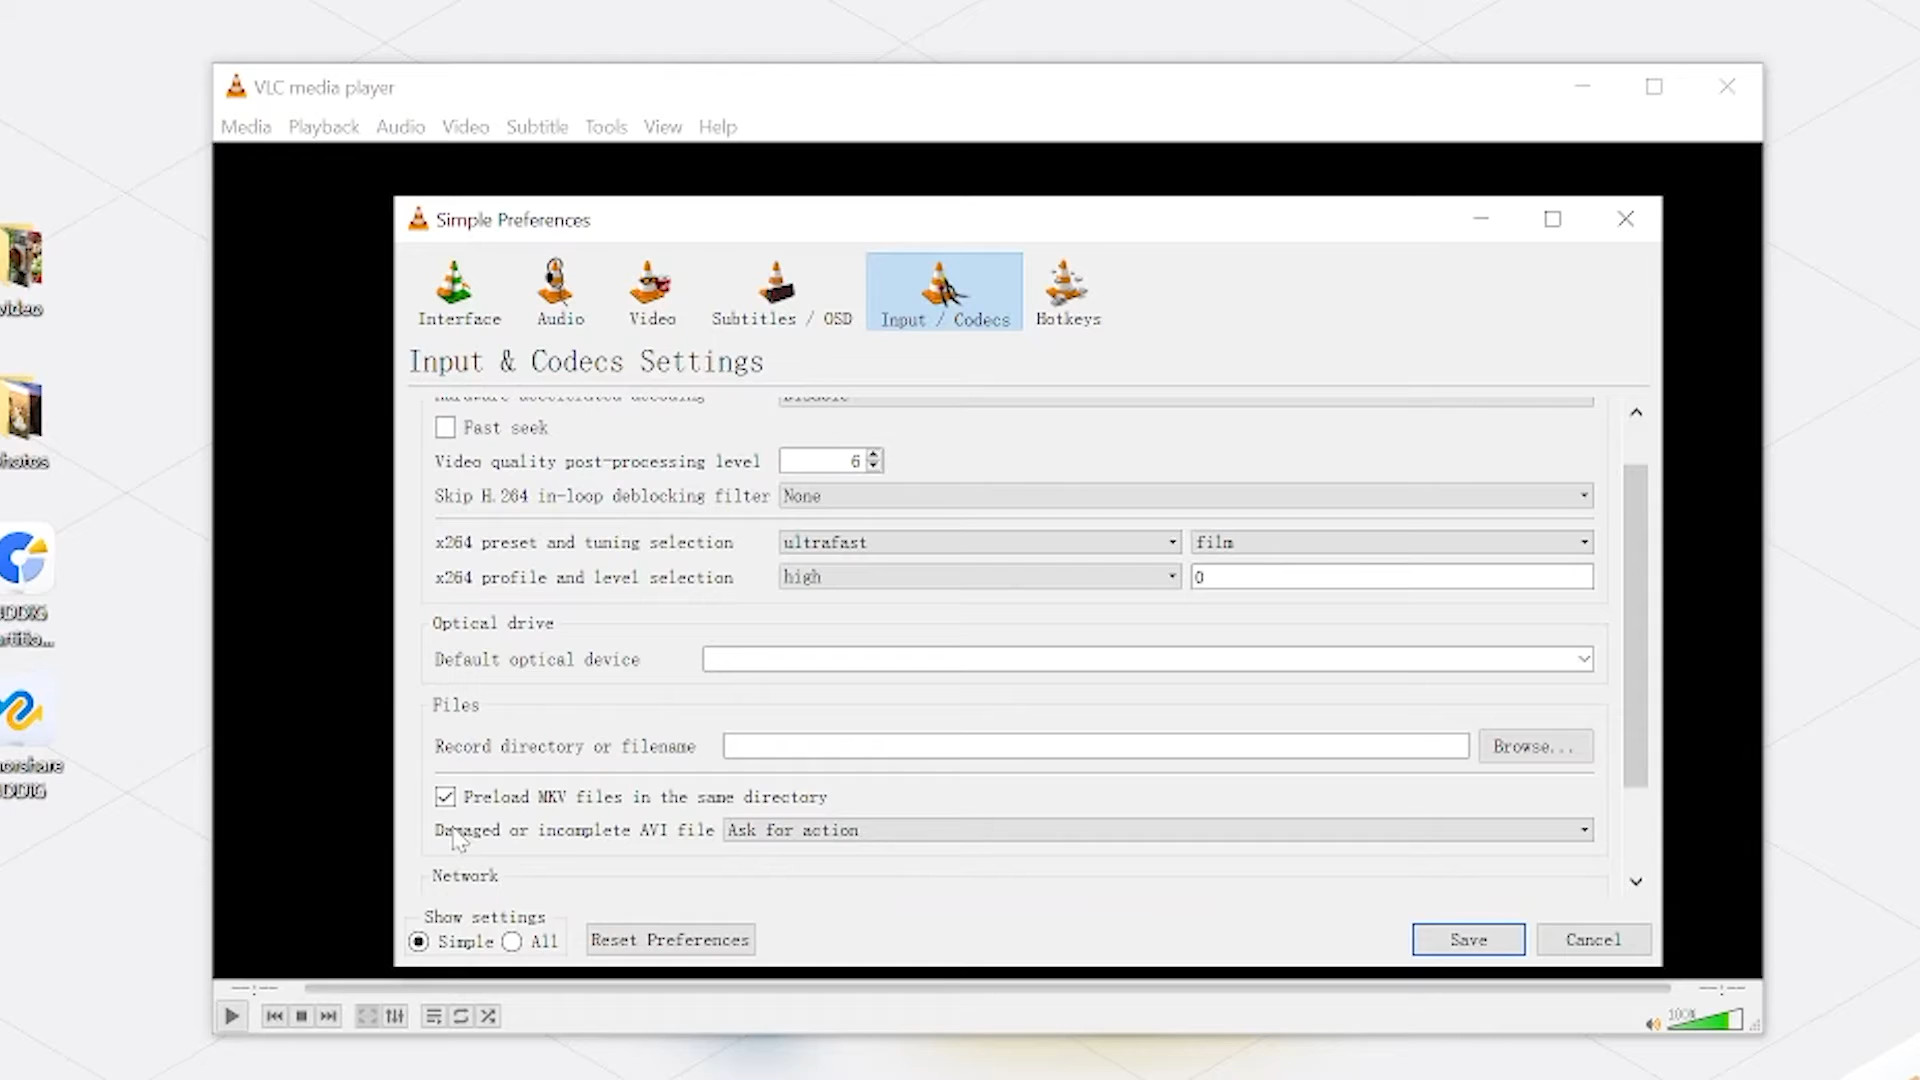 VLC media player
Media Playback Audio Video Subtitle Tools View Help
Simple Preferences
Interface Audio Video Subtitles / OSD Input / Codecs Hotkeys
Input & Codecs Settings
Fast seek
Video quality post-processing level 6
Skip H.264 in-loop deblocking filter None
x264 preset and tuning selection ultrafast film
x264 profile and level selection high 0
Optical drive
Default optical device
Files
Record directory or filename Browse...
Preload MKV files in the same directory
Damaged or incomplete AVI file Ask for action
Network
Show settings
Simple All Reset Preferences Save Cancel
--:-- --:--
100%
video